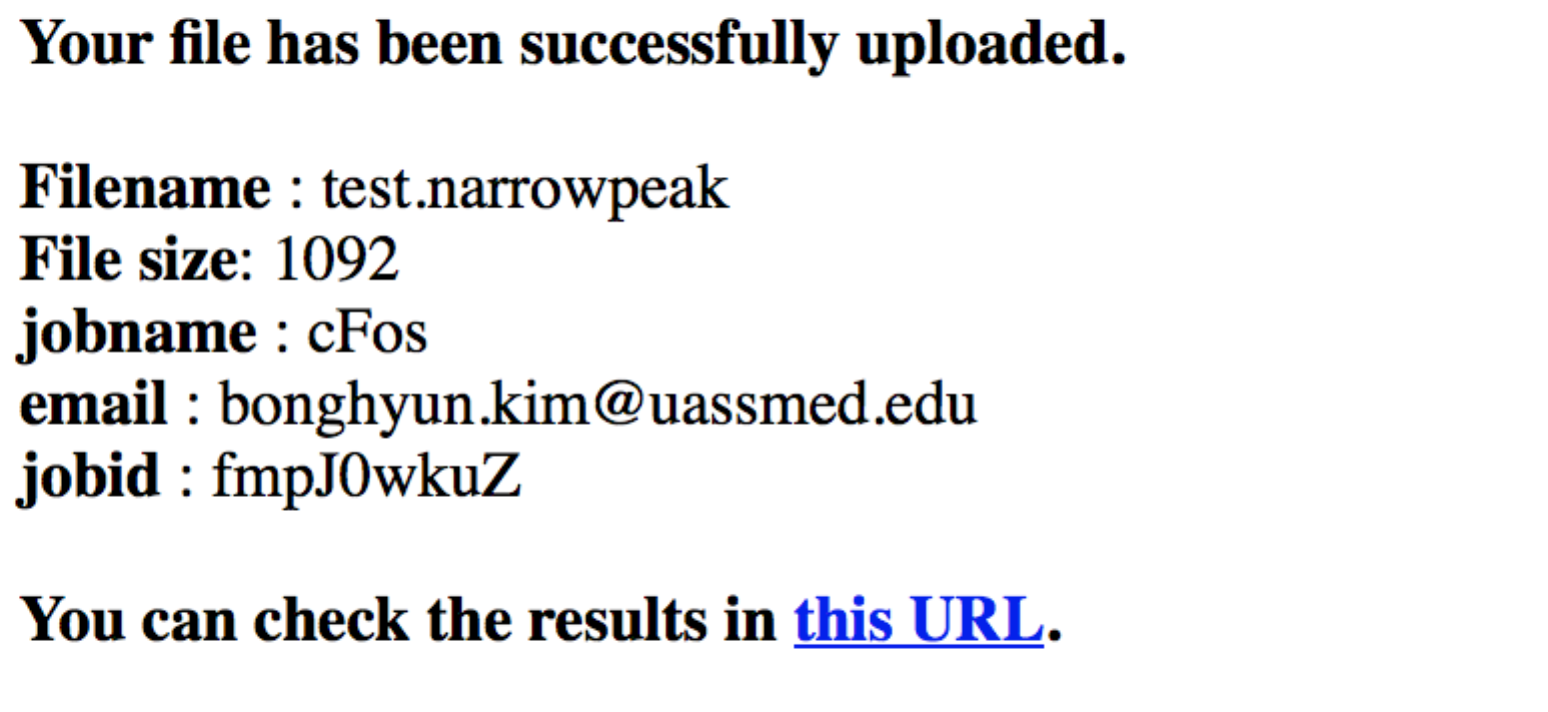 Your file has been successfully uploaded.
Filename : test.narrowpeak
File size: 1092
jobname : cFos
email : bonghyun.kim@uassmed.edu
jobid : fmpJ0wkuZ
You can check the results in this URL.